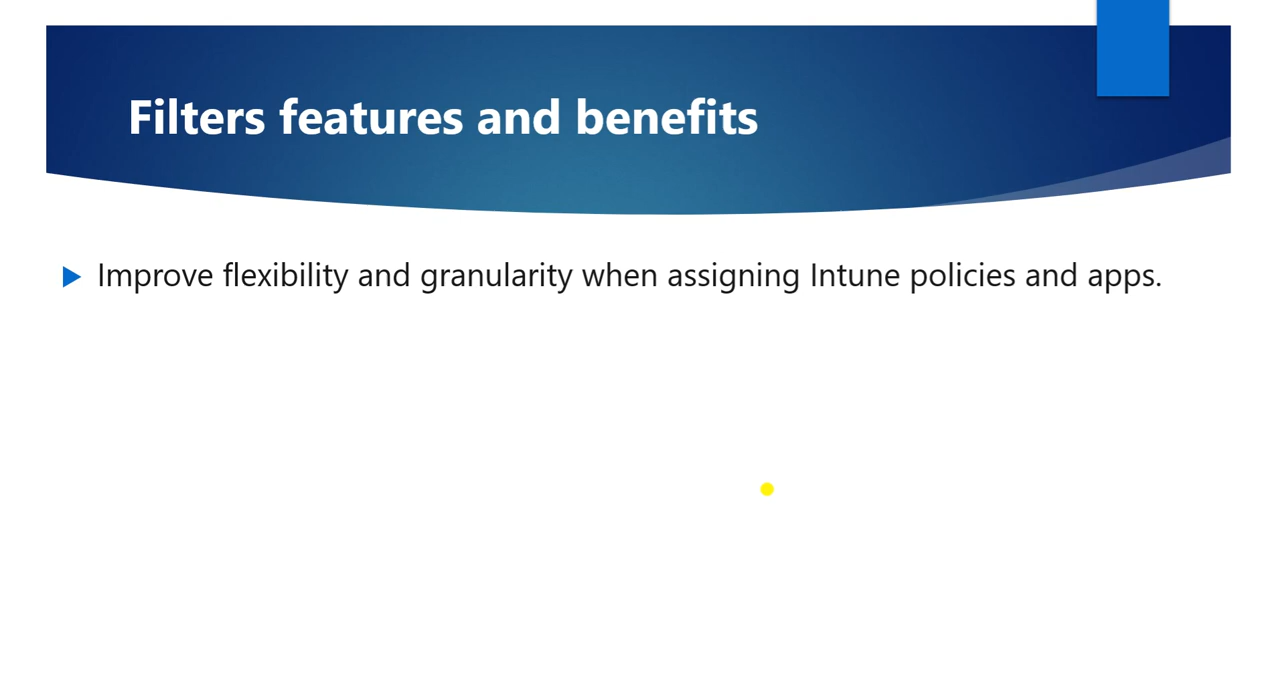 Filters features and benefits
Improve flexibility and granularity when assigning Intune policies and apps.